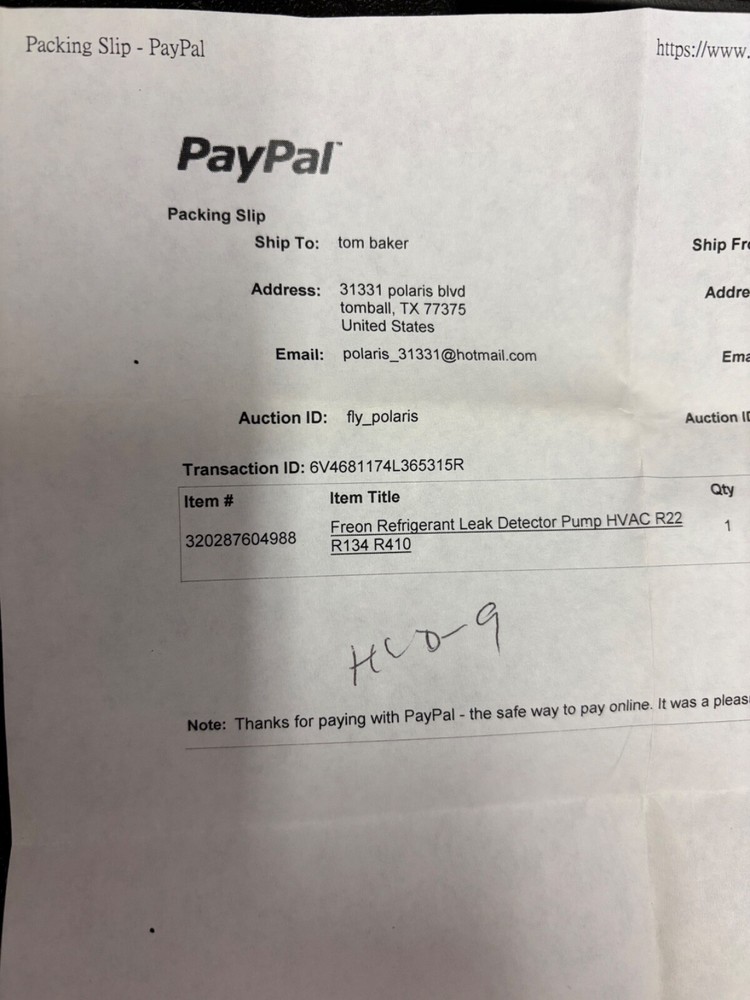 Packing Slip - PayPal https://www.
PayPal™
Packing Slip
Ship To: tom baker Ship Fr
Address: 31331 polaris blvd Addre
tomball, TX 77375
United States
Email: polaris_31331@hotmail.com Ema
Auction ID: fly_polaris Auction ID
Transaction ID: 6V4681174L365315R
Item # Item Title Qty
320287604988 Freon Refrigerant Leak Detector Pump HVAC R22 1
R134 R410
HLD-9
Note: Thanks for paying with PayPal - the safe way to pay online. It was a pleas